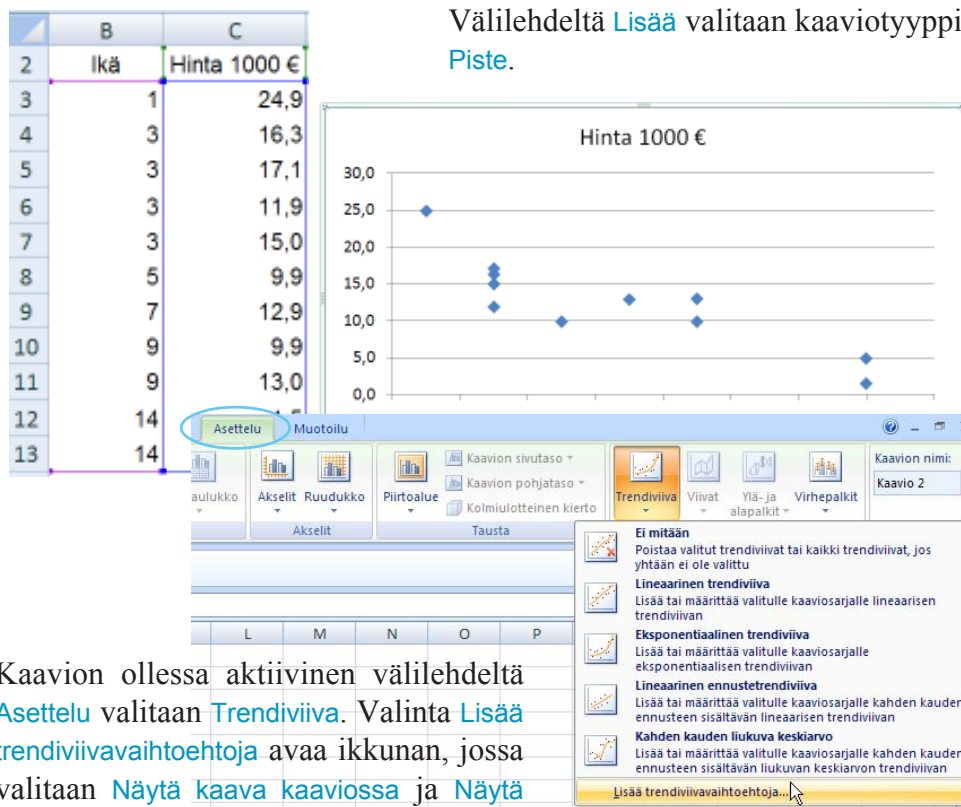 Välilehdeltä Lisää valitaan kaaviotyyppi
Piste.
B C
2 Ikä Hinta 1000 €
3 1 24,9
4 3 16,3
5 3 17,1
6 3 11,9
7 3 15,0
8 5 9,9
9 7 12,9
10 9 9,9
11 9 13,0
12 14
13 14
Hinta 1000 €
30,0
25,0
20,0
15,0
10,0
5,0
0,0
Asettelu Muotoilu
Akselit Ruudukko
Akselit
Piirtoalue
Kaavion sivutaso
Kaavion pohjataso
Kolmiulotteinen kierto
Tausta
Trendiviiva Viivat Ylä- ja alapalkit Virhepalkit
Kaavion nimi:
Kaavio 2
Ei mitään
Poistaa valitut trendiviivat tai kaikki trendiviivat, jos
yhtään ei ole valittu
Lineaarinen trendiviiva
Lisää tai määrittää valitulle kaaviosarjalle lineaarisen
trendiviivan
Eksponentiaalinen trendiviiva
Lisää tai määrittää valitulle kaaviosarjalle
eksponentiaalisen trendiviivan
Lineaarinen ennustetrendiviiva
Lisää tai määrittää valitulle kaaviosarjalle kahden kauden
ennusteen sisältävän lineaarisen trendiviivan
Kahden kauden liukuva keskiarvo
Lisää tai määrittää valitulle kaaviosarjalle kahden kauden
ennusteen sisältävän liukuvan keskiarvon trendiviivan
Lisää trendiviivavaihtoehtoja...
L M N O P
Kaavion ollessa aktiivinen välilehdeltä
Asettelu valitaan Trendiviiva. Valinta Lisää
trendiviivavaihtoehtoja avaa ikkunan, jossa
valitaan Näytä kaava kaaviossa ja Näytä